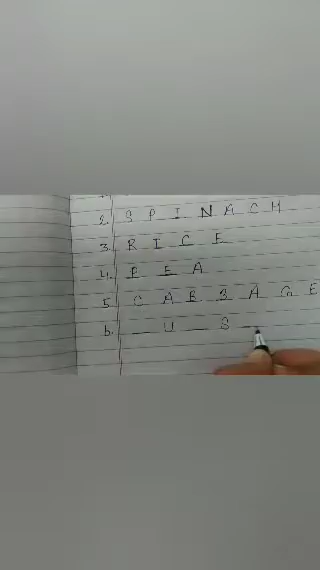 2. S P I N A C H
3. R I C E
4. P E A
5 C A B B A G E
6. _ U _ B _